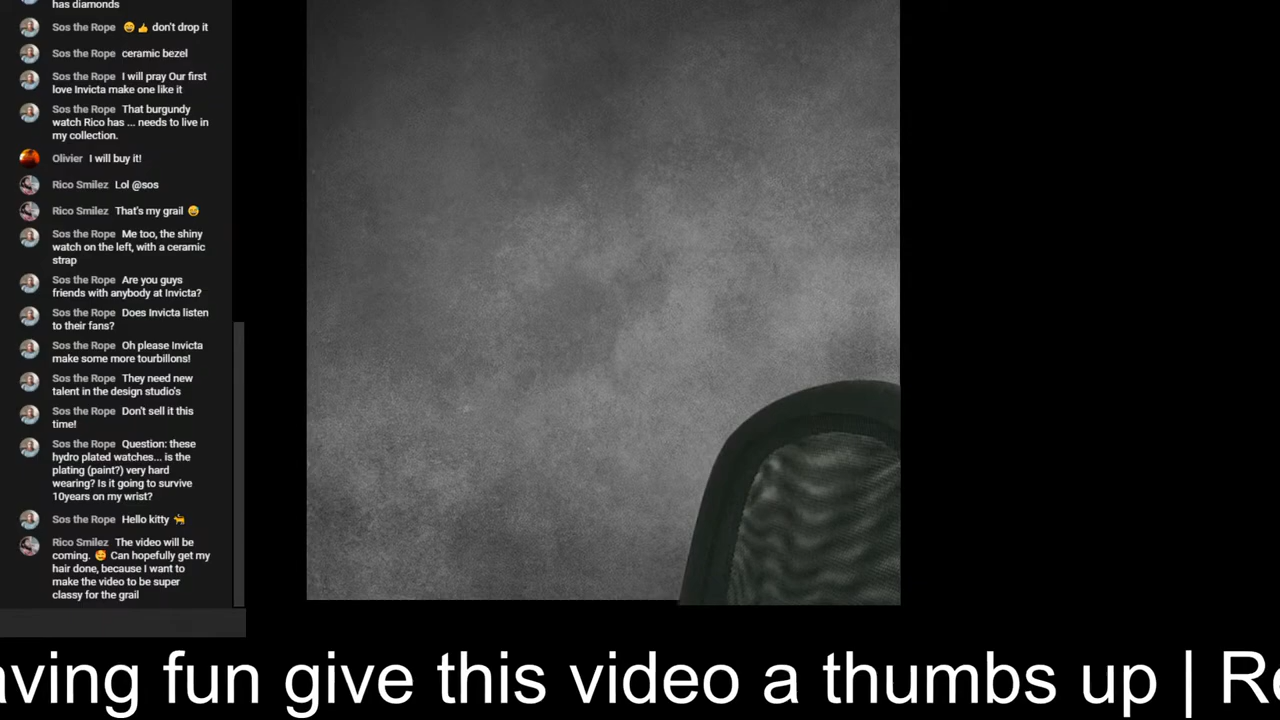 has diamonds
Sos the Rope 😄👍 don't drop it
Sos the Rope ceramic bezel
Sos the Rope I will pray Our first
love Invicta make one like it
Sos the Rope That burgundy
watch Rico has ... needs to live in
my collection.
Olivier I will buy it!
Rico Smilez Lol @sos
Rico Smilez That's my grail 😅
Sos the Rope Me too, the shiny
watch on the left, with a ceramic
strap
Sos the Rope Are you guys
friends with anybody at Invicta?
Sos the Rope Does Invicta listen
to their fans?
Sos the Rope Oh please Invicta
make some more tourbillons!
Sos the Rope They need new
talent in the design studio's
Sos the Rope Don't sell it this
time!
Sos the Rope Question: these
hydro plated watches... is the
plating (paint?) very hard
wearing? Is it going to survive
10years on my wrist?
Sos the Rope Hello kitty 🐈
Rico Smilez The video will be
coming. 🥰 Can hopefully get my
hair done, because I want to
make the video to be super
classy for the grail
aving fun give this video a thumbs up | Re